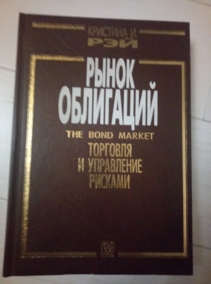 КРИСТИНА И.
РЭЙ
РЫНОК
ОБЛИГАЦИЙ
THE BOND MARKET
ТОРГОВЛЯ
И УПРАВЛЕНИЕ
РИСКАМИ